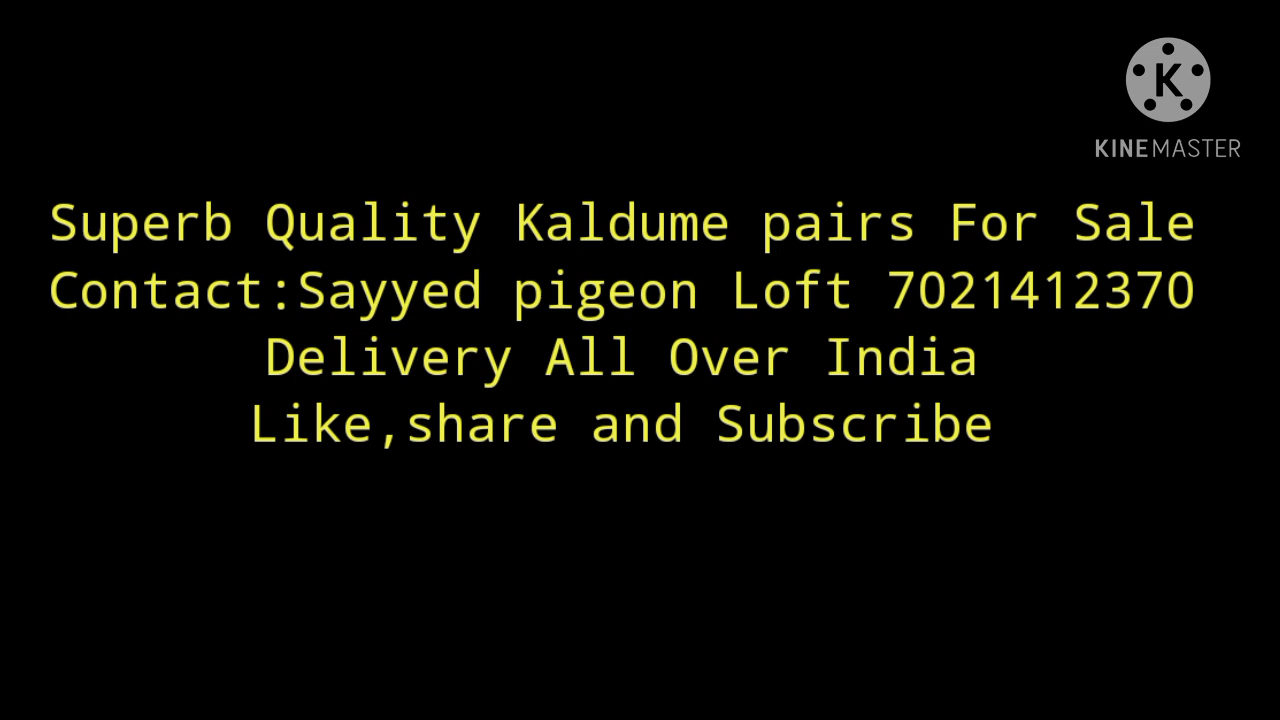 K
KINEMASTER
Superb Quality Kaldume pairs For Sale
Contact:Sayyed pigeon Loft 7021412370
Delivery All Over India
Like,share and Subscribe